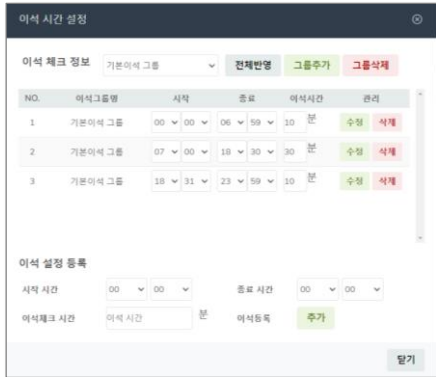 이석 시간 설정
이석 체크 정보 기본이석 그룹 전체반영 그룹추가 그룹삭제
NO. 이석그룹명 시작 종료 이석시간 관리
1 기본이석 그룹 00 00 06 59 10 분 수정 삭제
2 기본이석 그룹 07 00 18 30 30 분 수정 삭제
3 기본이석 그룹 18 31 23 59 10 분 수정 삭제
이석 설정 등록
시작 시간 00 00 종료 시간 00 00
이석체크 시간 이석 시간 분 이석등록 추가
닫기